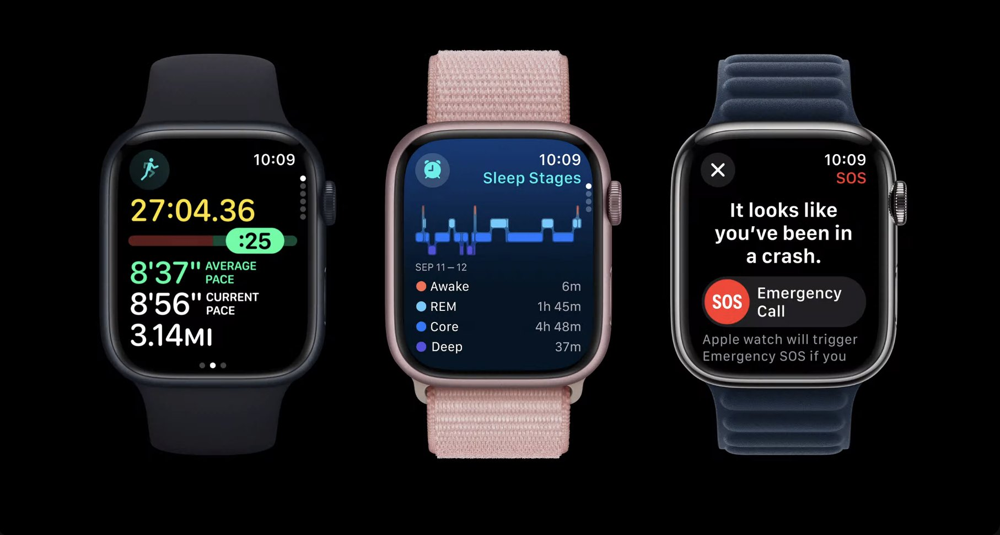 10:09
27:04.36
:25
8'37" AVERAGE
PACE
8'56" CURRENT
PACE
3.14MI
10:09
Sleep Stages
SEP 11 – 12
Awake 6m
REM 1h 45m
Core 4h 48m
Deep 37m
10:09
SOS
It looks like
you’ve been in
a crash.
SOS Emergency
Call
Apple watch will trigger
Emergency SOS if you